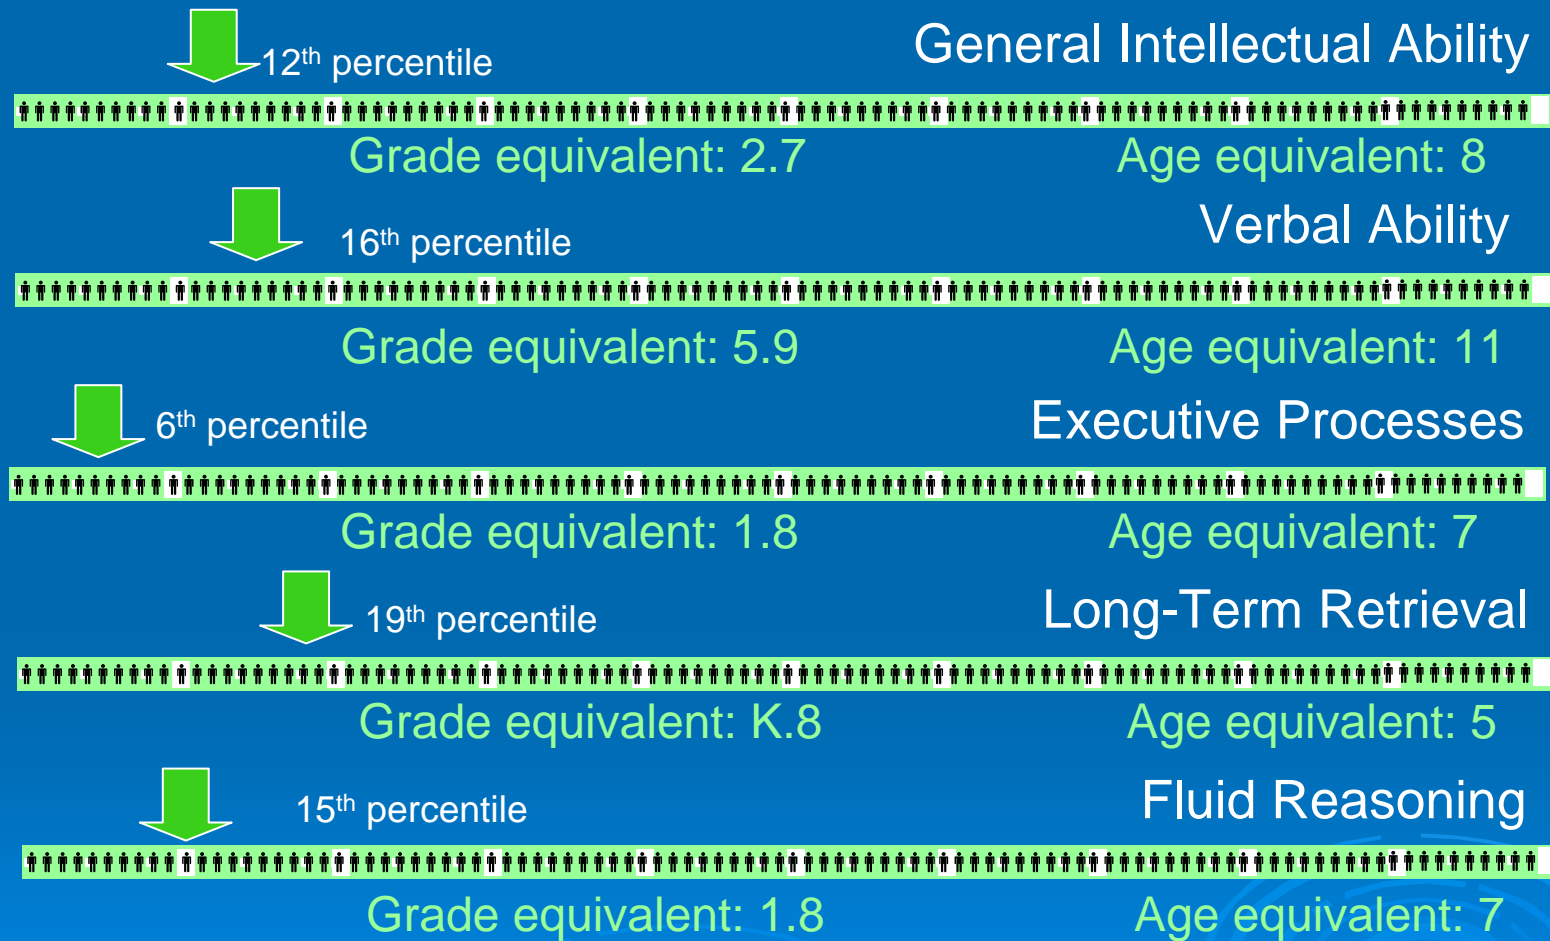 General Intellectual Ability
12th percentile
Grade equivalent: 2.7 Age equivalent: 8
Verbal Ability
16th percentile
Grade equivalent: 5.9 Age equivalent: 11
Executive Processes
6th percentile
Grade equivalent: 1.8 Age equivalent: 7
Long-Term Retrieval
19th percentile
Grade equivalent: K.8 Age equivalent: 5
Fluid Reasoning
15th percentile
Grade equivalent: 1.8 Age equivalent: 7